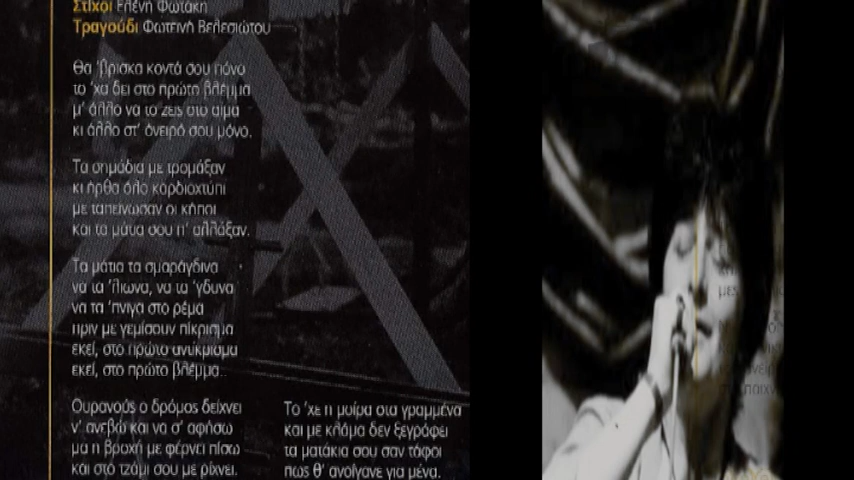 Στίχοι Ελένη Φωτάκη
Τραγούδι Φωτεινή Βελεσιώτου
Θα 'βρισκα κοντά σου πόνο
το 'χα δει στο πρώτο βλέμμα
μ' άλλο να το ζεις στο αίμα
κι άλλο στ' όνειρό σου μόνο.
Τα σημάδια με τρομάξαν
κι ήρθα όλο καρδιοχτύπι
με ταπείνωσαν οι κήποι
και τα μάτια σου π' αλλάξαν.
Τα μάτια τα σμαράγδινα
να τα 'λιωνα, να τα 'γδυνα
να τα 'πνιγα στο ρέμα
πριν με γεμίσουν πίκρισμα
εκεί, στο πρώτο αντίκρισμα
εκεί, στο πρώτο βλέμμα..
Ουρανούς ο δρόμος δείχνει
ν' ανεβώ και να σ' αφήσω
μα η βροχή με φέρνει πίσω
και στο τζάμι σου με ρίχνει.
Το 'χε η μοίρα στα γραμμένα
και με κλάμα δεν ξεγράφει
τα ματάκια σου σαν τάφοι
πως θ' ανοίγανε για μένα.